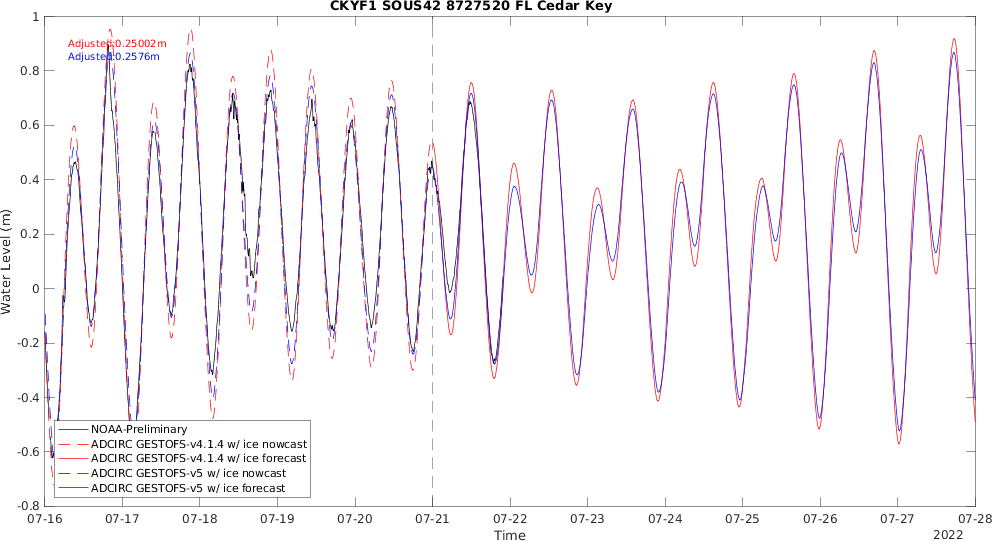 CKYF1 SOUS42 8727520 FL Cedar Key
Adjusted:0.25002m
Adjusted:0.2576m
Water Level (m)
1
0.8
0.6
0.4
0.2
0
-0.2
-0.4
-0.6
-0.8
NOAA-Preliminary
ADCIRC GESTOFS-v4.1.4 w/ ice nowcast
ADCIRC GESTOFS-v4.1.4 w/ ice forecast
ADCIRC GESTOFS-v5 w/ ice nowcast
ADCIRC GESTOFS-v5 w/ ice forecast
07-16 07-17 07-18 07-19 07-20 07-21 07-22 07-23 07-24 07-25 07-26 07-27 07-28
Time
2022